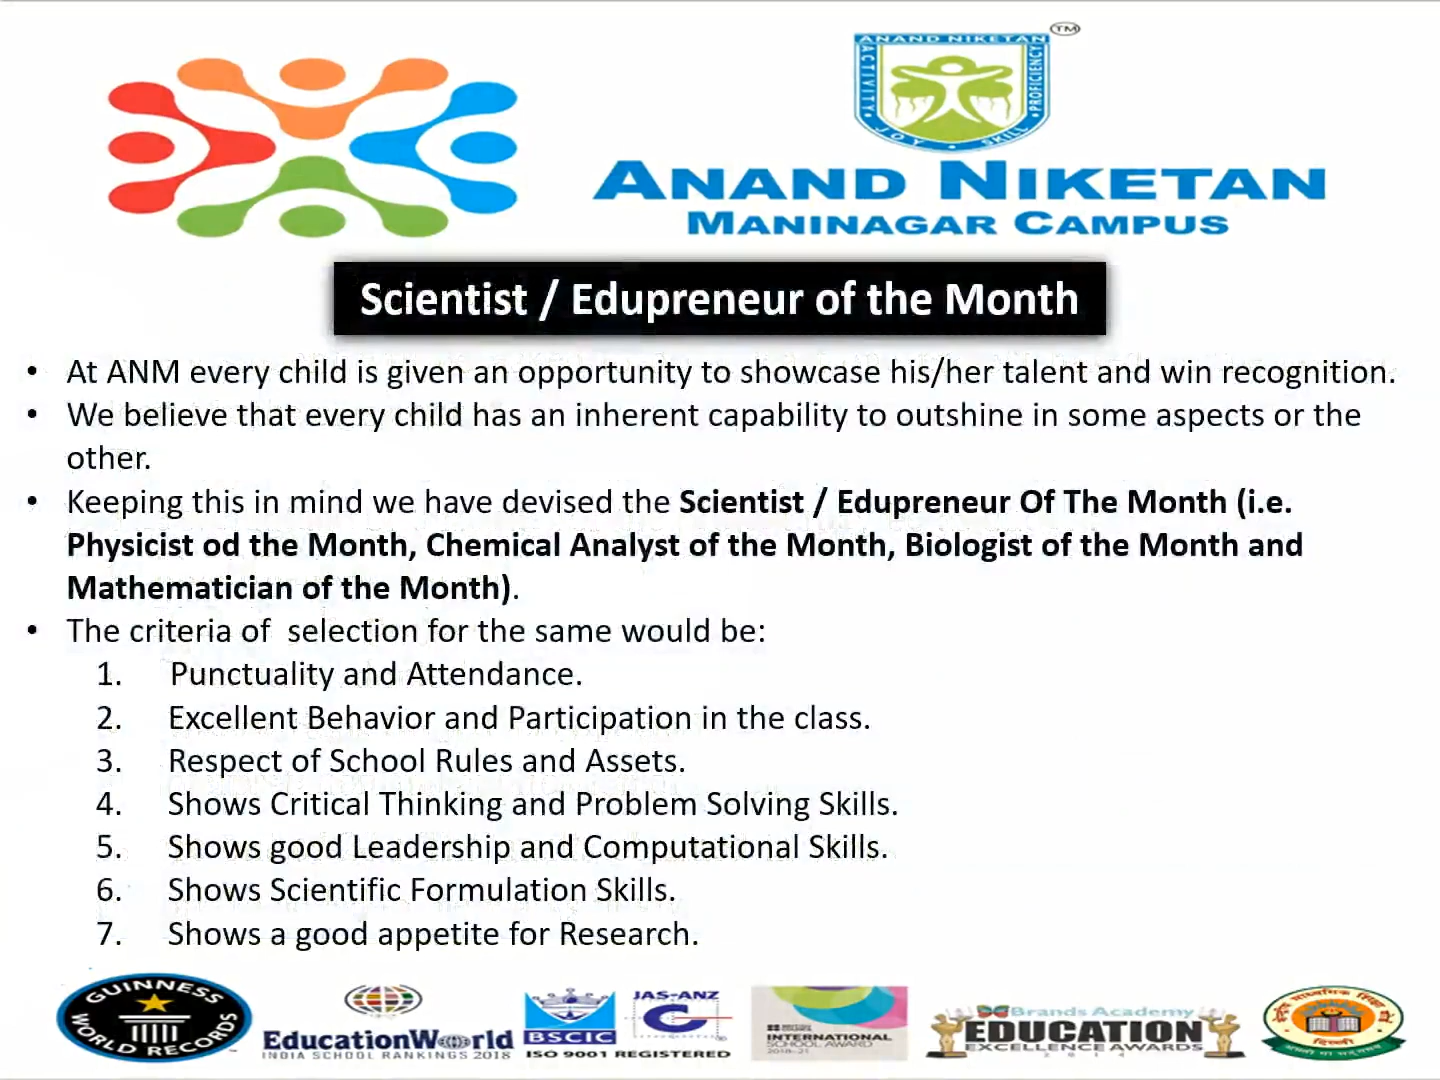 TM
ANAND NIKETAN
ACTIVITY
PROFICIENCY
JOY • SKILL
ANAND NIKETAN
MANINAGAR CAMPUS
Scientist / Edupreneur of the Month
• At ANM every child is given an opportunity to showcase his/her talent and win recognition.
• We believe that every child has an inherent capability to outshine in some aspects or the
other.
• Keeping this in mind we have devised the Scientist / Edupreneur Of The Month (i.e.
Physicist od the Month, Chemical Analyst of the Month, Biologist of the Month and
Mathematician of the Month).
• The criteria of selection for the same would be:
1. Punctuality and Attendance.
2. Excellent Behavior and Participation in the class.
3. Respect of School Rules and Assets.
4. Shows Critical Thinking and Problem Solving Skills.
5. Shows good Leadership and Computational Skills.
6. Shows Scientific Formulation Skills.
7. Shows a good appetite for Research.
GUINNESS
WORLD RECORDS
EducationWorld
INDIA SCHOOL RANKINGS 2018
BSCIC
JAS-ANZ
ISO 9001 REGISTERED
INTERNATIONAL
SCHOOL AWARD
2018-21
Brands Academy
EDUCATION
EXCELLENCE AWARDS
2014
दिल्ली